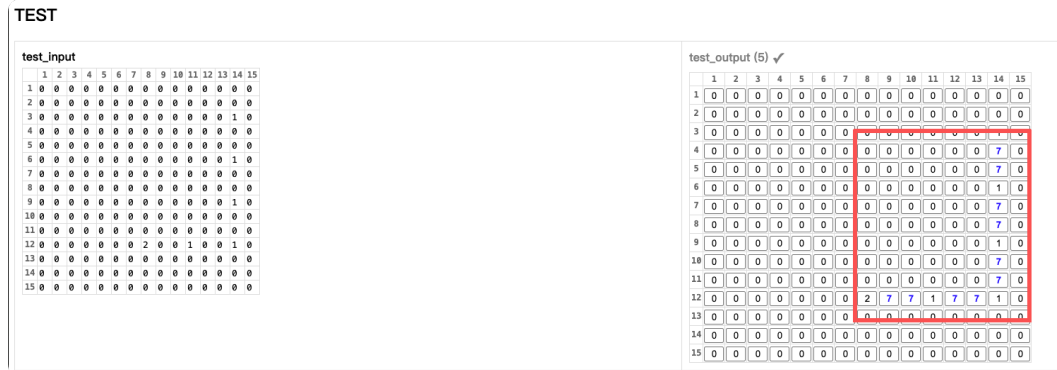 TEST
test_input
1 2 3 4 5 6 7 8 9 10 11 12 13 14 15
1 0 0 0 0 0 0 0 0 0 0 0 0 0 0 0
2 0 0 0 0 0 0 0 0 0 0 0 0 0 0 0
3 0 0 0 0 0 0 0 0 0 0 0 0 0 1 0
4 0 0 0 0 0 0 0 0 0 0 0 0 0 0 0
5 0 0 0 0 0 0 0 0 0 0 0 0 0 0 0
6 0 0 0 0 0 0 0 0 0 0 0 0 0 1 0
7 0 0 0 0 0 0 0 0 0 0 0 0 0 0 0
8 0 0 0 0 0 0 0 0 0 0 0 0 0 0 0
9 0 0 0 0 0 0 0 0 0 0 0 0 0 1 0
10 0 0 0 0 0 0 0 0 0 0 0 0 0 0 0
11 0 0 0 0 0 0 0 0 0 0 0 0 0 0 0
12 0 0 0 0 0 0 0 2 0 0 1 0 0 1 0
13 0 0 0 0 0 0 0 0 0 0 0 0 0 0 0
14 0 0 0 0 0 0 0 0 0 0 0 0 0 0 0
15 0 0 0 0 0 0 0 0 0 0 0 0 0 0 0
test_output (5) ✓
1 2 3 4 5 6 7 8 9 10 11 12 13 14 15
1 0 0 0 0 0 0 0 0 0 0 0 0 0 0 0
2 0 0 0 0 0 0 0 0 0 0 0 0 0 0 0
3 0 0 0 0 0 0 0 0 0 0 0 0 0 1 0
4 0 0 0 0 0 0 0 0 0 0 0 0 0 7 0
5 0 0 0 0 0 0 0 0 0 0 0 0 0 7 0
6 0 0 0 0 0 0 0 0 0 0 0 0 0 1 0
7 0 0 0 0 0 0 0 0 0 0 0 0 0 7 0
8 0 0 0 0 0 0 0 0 0 0 0 0 0 7 0
9 0 0 0 0 0 0 0 0 0 0 0 0 0 1 0
10 0 0 0 0 0 0 0 0 0 0 0 0 0 7 0
11 0 0 0 0 0 0 0 0 0 0 0 0 0 7 0
12 0 0 0 0 0 0 0 2 7 7 1 7 7 1 0
13 0 0 0 0 0 0 0 0 0 0 0 0 0 0 0
14 0 0 0 0 0 0 0 0 0 0 0 0 0 0 0
15 0 0 0 0 0 0 0 0 0 0 0 0 0 0 0